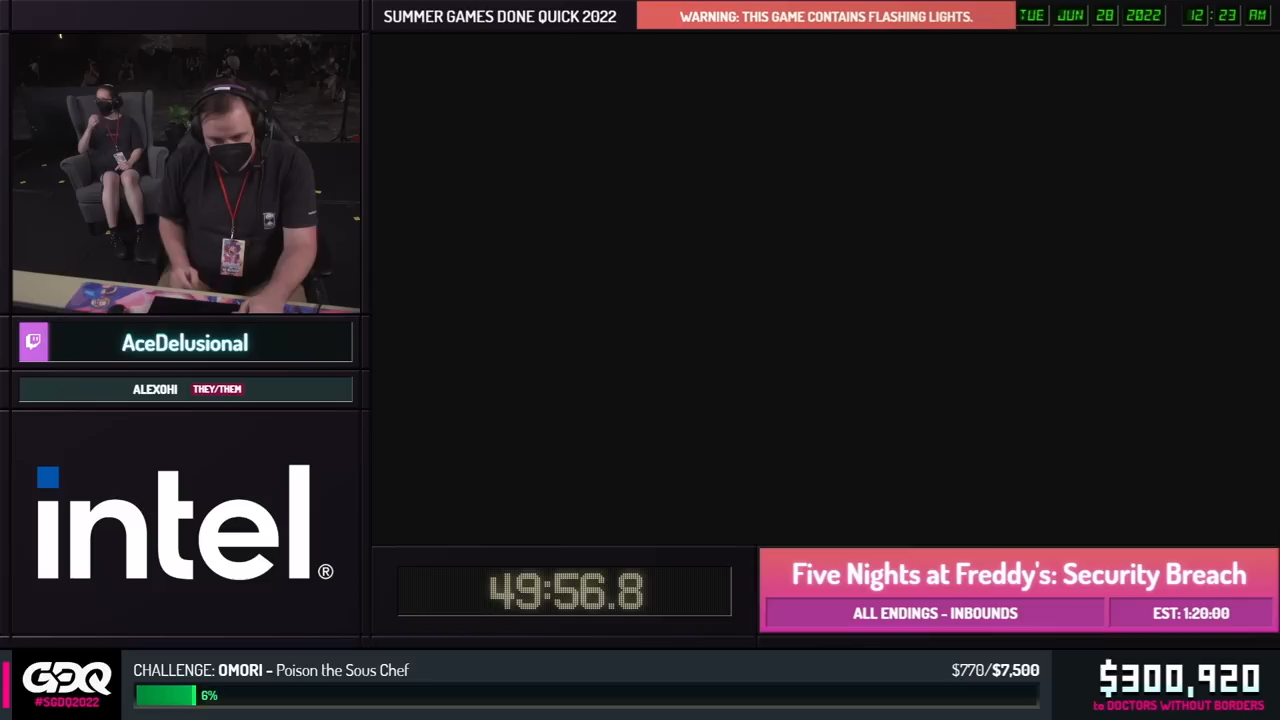 SUMMER GAMES DONE QUICK 2022
WARNING: THIS GAME CONTAINS FLASHING LIGHTS.
TUE JUN 28 2022 12:23 AM
AceDelusional
ALEXOHI THEY/THEM
intel®
49:56.8
Five Nights at Freddy's: Security Breach
ALL ENDINGS - INBOUNDS
EST: 1:20:00
GDQ
#SGDQ2022
CHALLENGE: OMORI - Poison the Sous Chef
$770/$7,500
6%
$300,920
to DOCTORS WITHOUT BORDERS